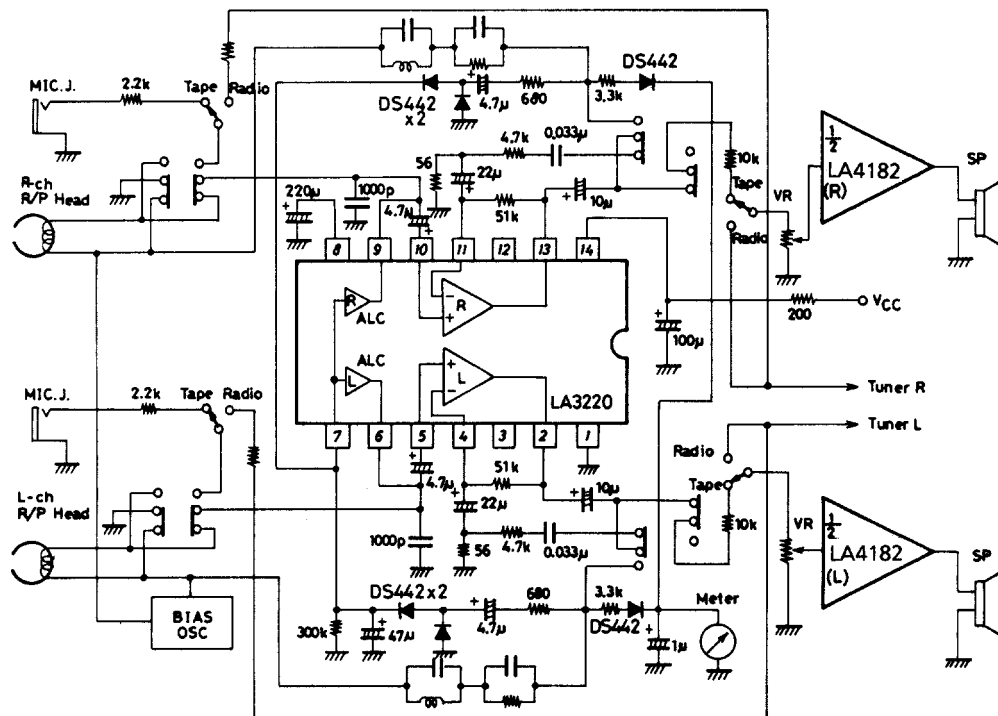 DS442
x2
4.7µ
+
680
3.3k
DS442
MIC. J.
2.2k
Tape
Radio
R-ch
R/P Head
220µ
+
1000p
4.7µ
+
56
22µ
+
4.7k
0.033µ
51k
10µ
+
10k
Tape
Radio
VR
1/2
LA4182
(R)
SP
8
9
10
11
12
13
14
R
ALC
ALC
L
−
+
R
+
−
L
LA3220
+
100µ
200
VCC
Tuner R
Tuner L
MIC. J.
2.2k
Tape
Radio
7
6
5
4
3
2
1
L-ch
R/P Head
BIAS
OSC
+
4.7µ
1000p
+
22µ
56
51k
4.7k
0.033µ
+
10µ
Radio
Tape
10k
VR
1/2
LA4182
(L)
SP
300k
+
47µ
DS442 x2
+
4.7µ
680
3.3k
DS442
+
1µ
Meter